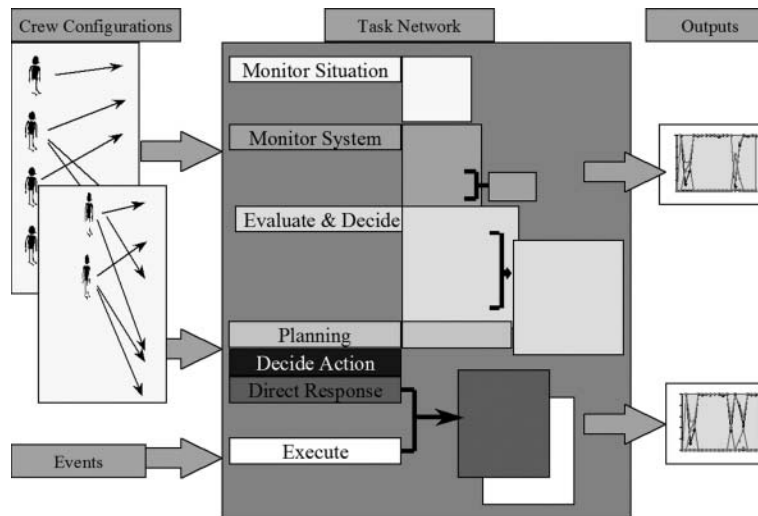 Crew Configurations
Task Network
Outputs
Monitor Situation
Monitor System
Evaluate & Decide
Planning
Decide Action
Direct Response
Execute
Events